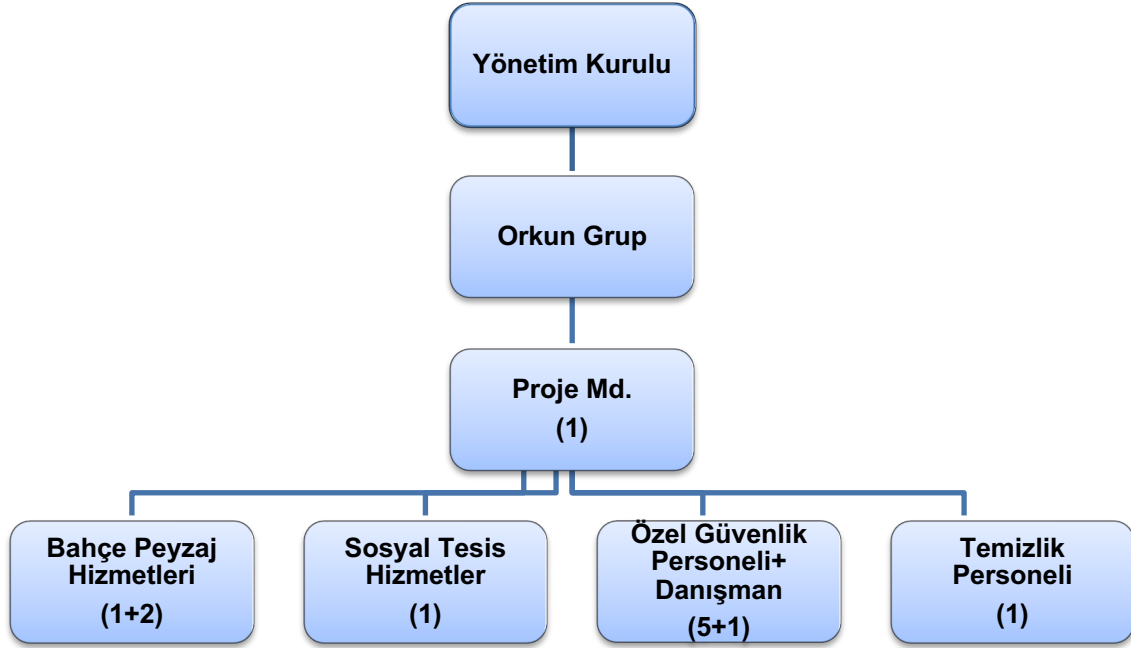 Yönetim Kurulu
Orkun Grup
Proje Md.
(1)
Bahçe Peyzaj
Hizmetleri
(1+2)
Sosyal Tesis
Hizmetler
(1)
Özel Güvenlik
Personeli+
Danışman
(5+1)
Temizlik
Personeli
(1)